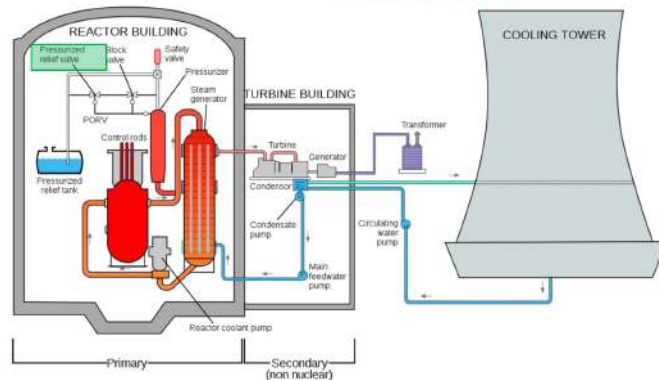 COOLING TOWER
REACTOR BUILDING
Pressurized
relief valve
Stock
valve
Safety
valve
Pressurizer
Steam
generator
TURBINE BUILDING
PORV
Control rods
Turbine
Generator
Transformer
Pressurized
relief tank
Condensor
Condensate
pump
Circulating
water pump
Main
feedwater
pump
Reactor coolant pump
Primary
Secondary
(non nuclear)